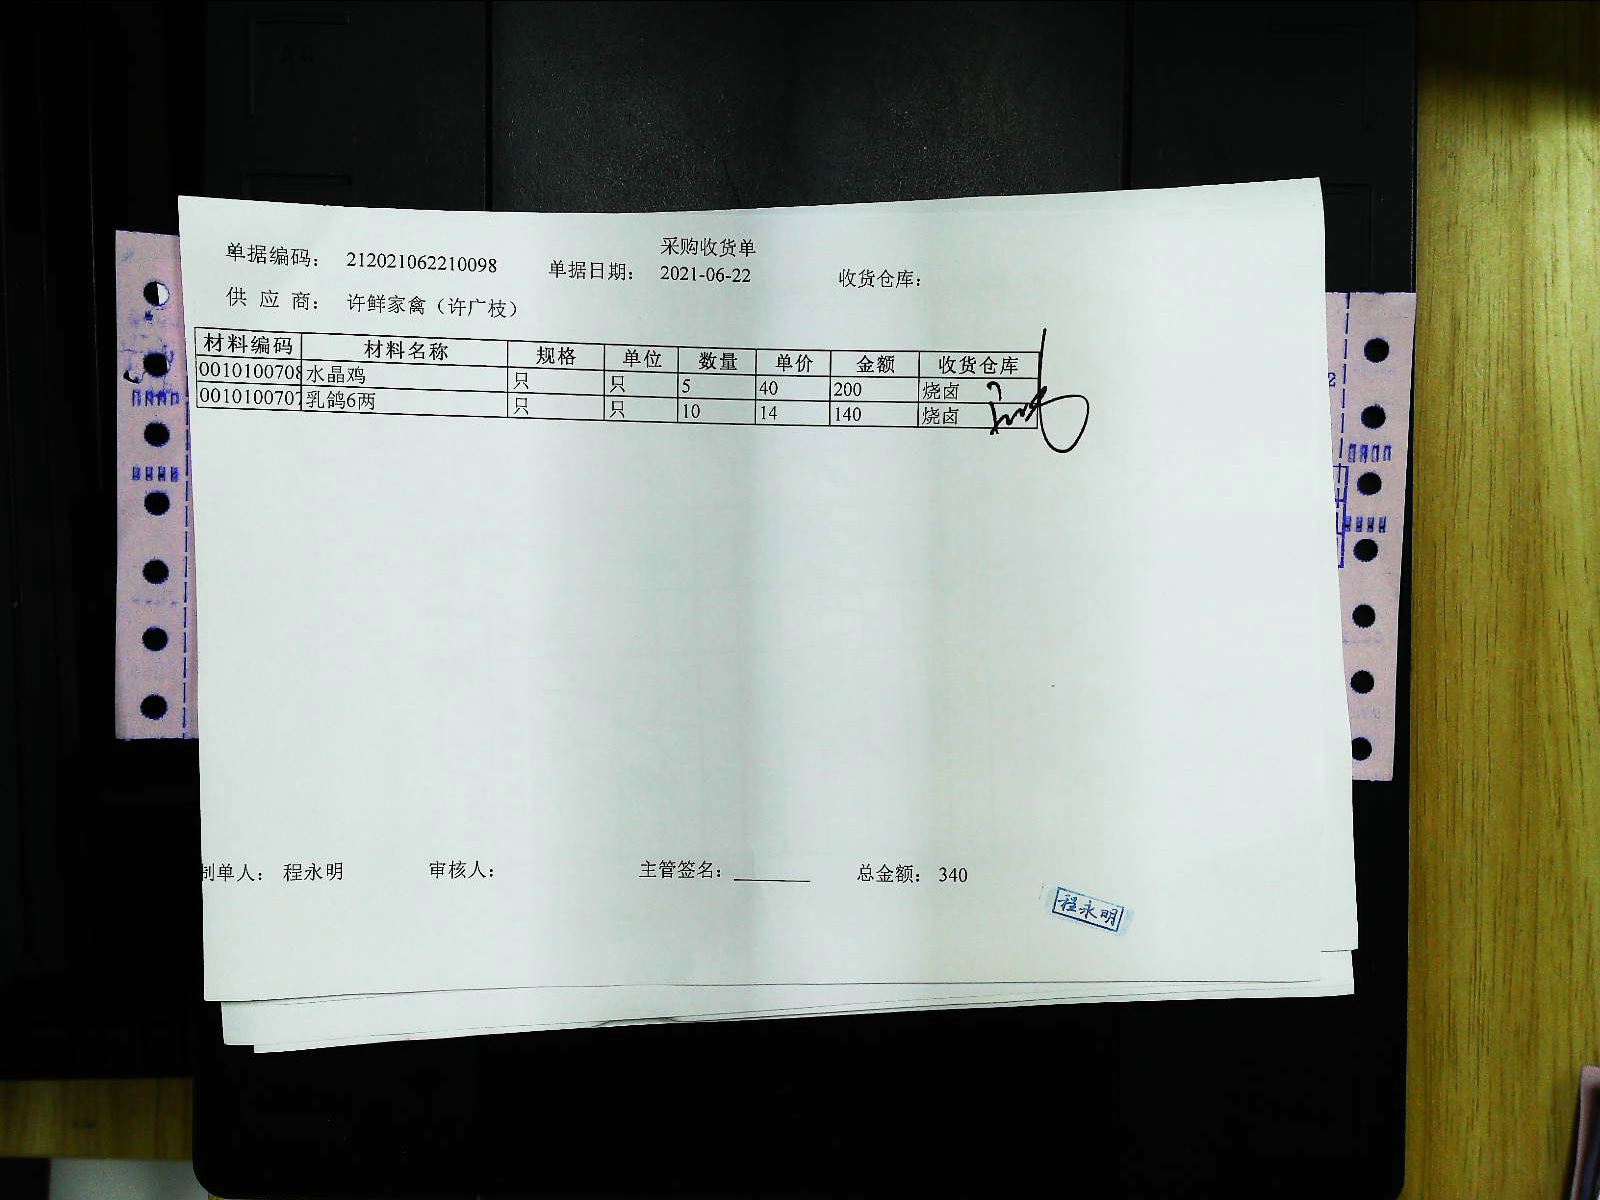 采购收货单
单据编码： 212021062210098 单据日期： 2021-06-22 收货仓库：
供 应 商： 许鲜家禽（许广枝）
材料编码 材料名称 规格 单位 数量 单价 金额 收货仓库
0010100708 水晶鸡 只 只 5 40 200 烧卤
0010100707 乳鸽6两 只 只 10 14 140 烧卤
制单人： 程永明 审核人： 主管签名： 总金额： 340
程永明